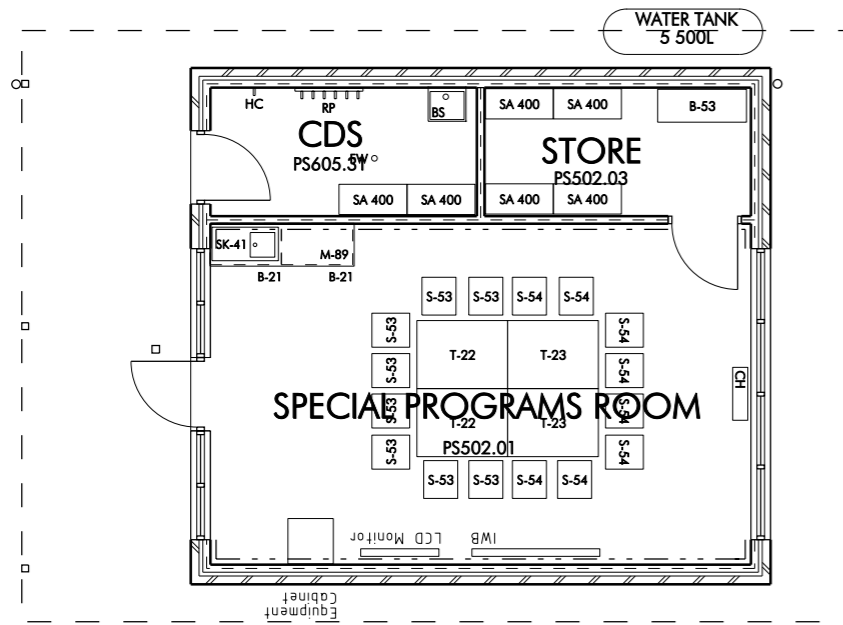 WATER TANK
5 500L
HC
RP
BS
SA 400
SA 400
B-53
CDS
PS605.31
FW
STORE
PS502.03
SA 400
SA 400
SA 400
SA 400
SK-41
M-89
B-21
B-21
S-53
S-53
S-54
S-54
S-53
S-54
T-22
T-23
S-53
S-54
CH
SPECIAL PROGRAMS ROOM
S-53
T-22
T-23
S-54
PS502.01
S-53
S-54
S-53
S-53
S-54
S-54
LCD Monitor
IWB
Equipment
Cabinet